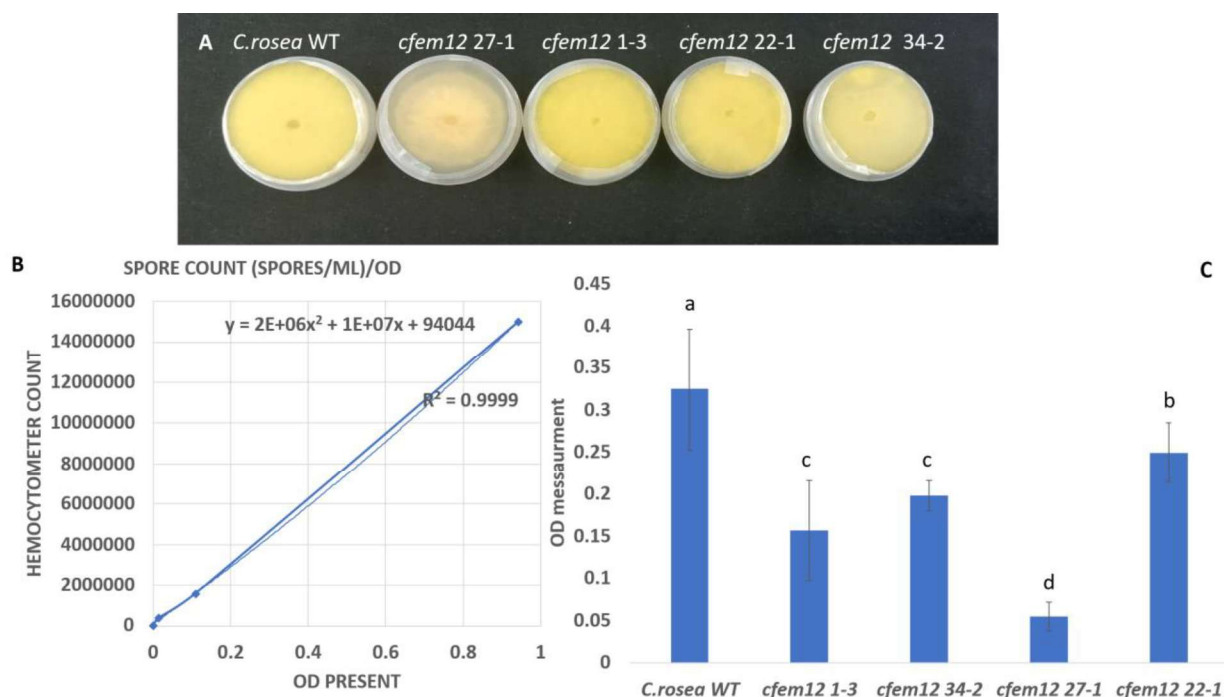 A C.rosea WT cfem12 27-1 cfem12 1-3 cfem12 22-1 cfem12 34-2
B
SPORE COUNT (SPORES/ML)/OD
HEMOCYTOMETER COUNT
16000000
14000000
12000000
10000000
8000000
6000000
4000000
2000000
0
y = 2E+06x² + 1E+07x + 94044
R² = 0.9999
0 0.2 0.4 0.6 0.8 1
OD PRESENT
C
OD messaurment
0.45
0.4
0.35
0.3
0.25
0.2
0.15
0.1
0.05
0
a
c
c
d
b
C.rosea WT cfem12 1-3 cfem12 34-2 cfem12 27-1 cfem12 22-1